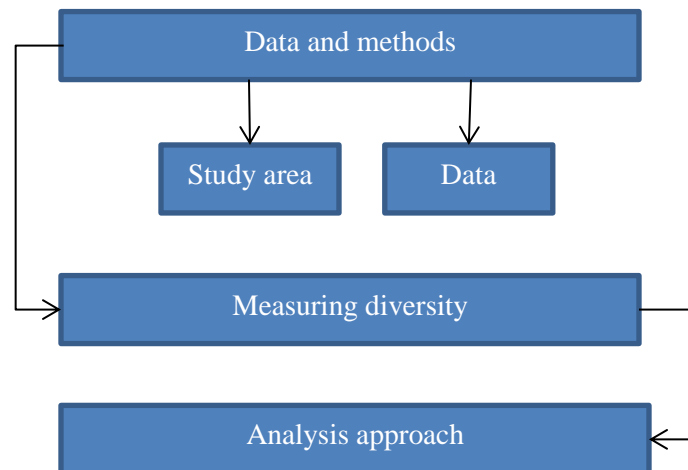 Data and methods
Study area
Data
Measuring diversity
Analysis approach